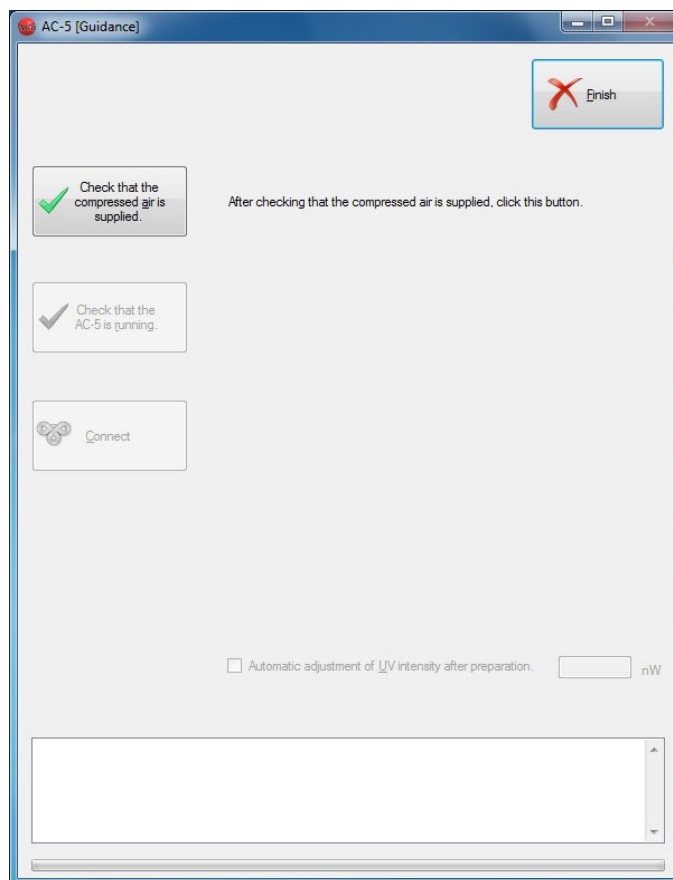 AC-5 [Guidance]
Finish
Check that the
compressed air is
supplied.
After checking that the compressed air is supplied, click this button.
Check that the
AC-5 is running.
Connect
Automatic adjustment of UV intensity after preparation.
nW